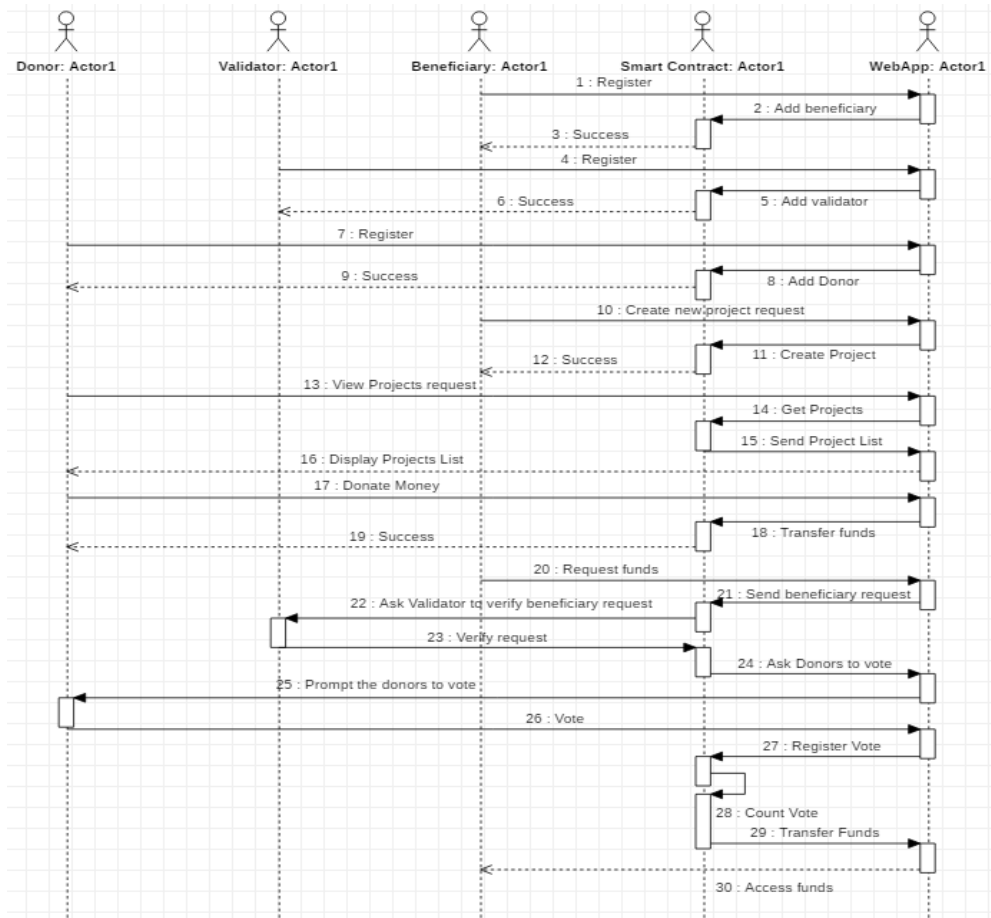 Donor: Actor1 Validator: Actor1 Beneficiary: Actor1 Smart Contract: Actor1 WebApp: Actor1
1 : Register
2 : Add beneficiary
3 : Success
4 : Register
5 : Add validator
6 : Success
7 : Register
8 : Add Donor
9 : Success
10 : Create new project request
11 : Create Project
12 : Success
13 : View Projects request
14 : Get Projects
15 : Send Project List
16 : Display Projects List
17 : Donate Money
18 : Transfer funds
19 : Success
20 : Request funds
21 : Send beneficiary request
22 : Ask Validator to verify beneficiary request
23 : Verify request
24 : Ask Donors to vote
25 : Prompt the donors to vote
26 : Vote
27 : Register Vote
28 : Count Vote
29 : Transfer Funds
30 : Access funds